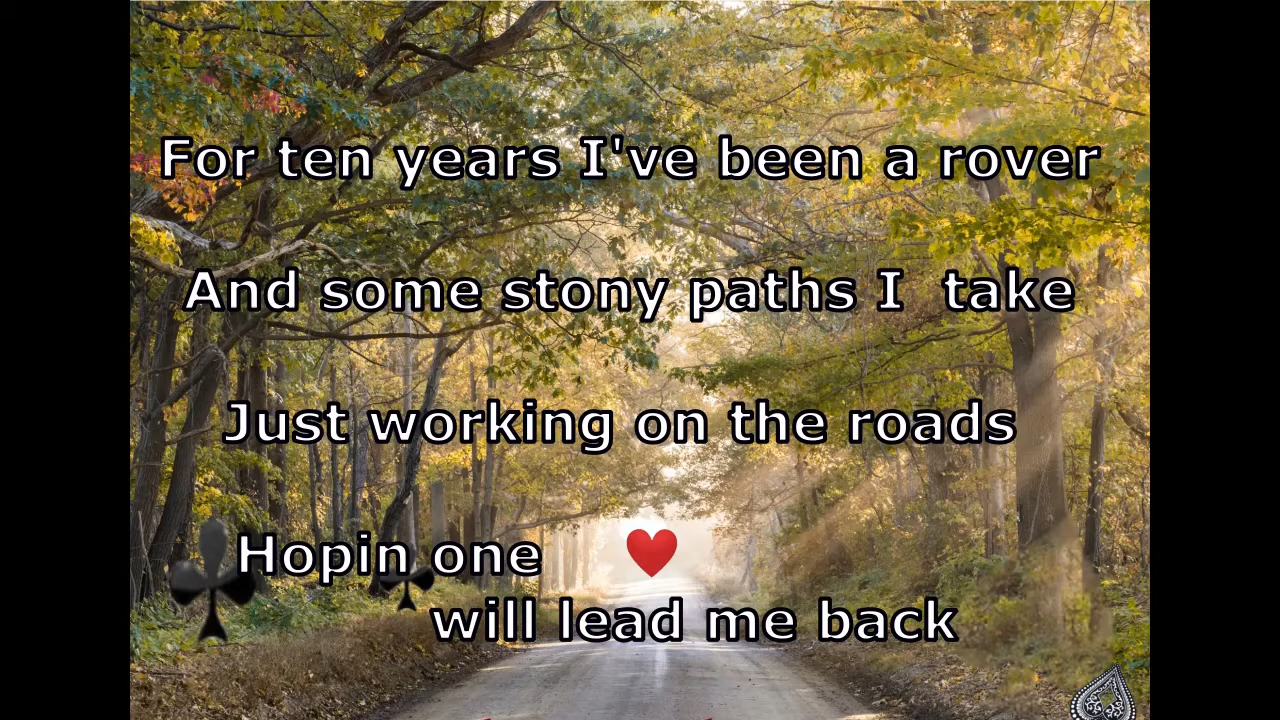 For ten years I've been a rover
And some stony paths I  take
Just working on the roads
Hopin one
will lead me back